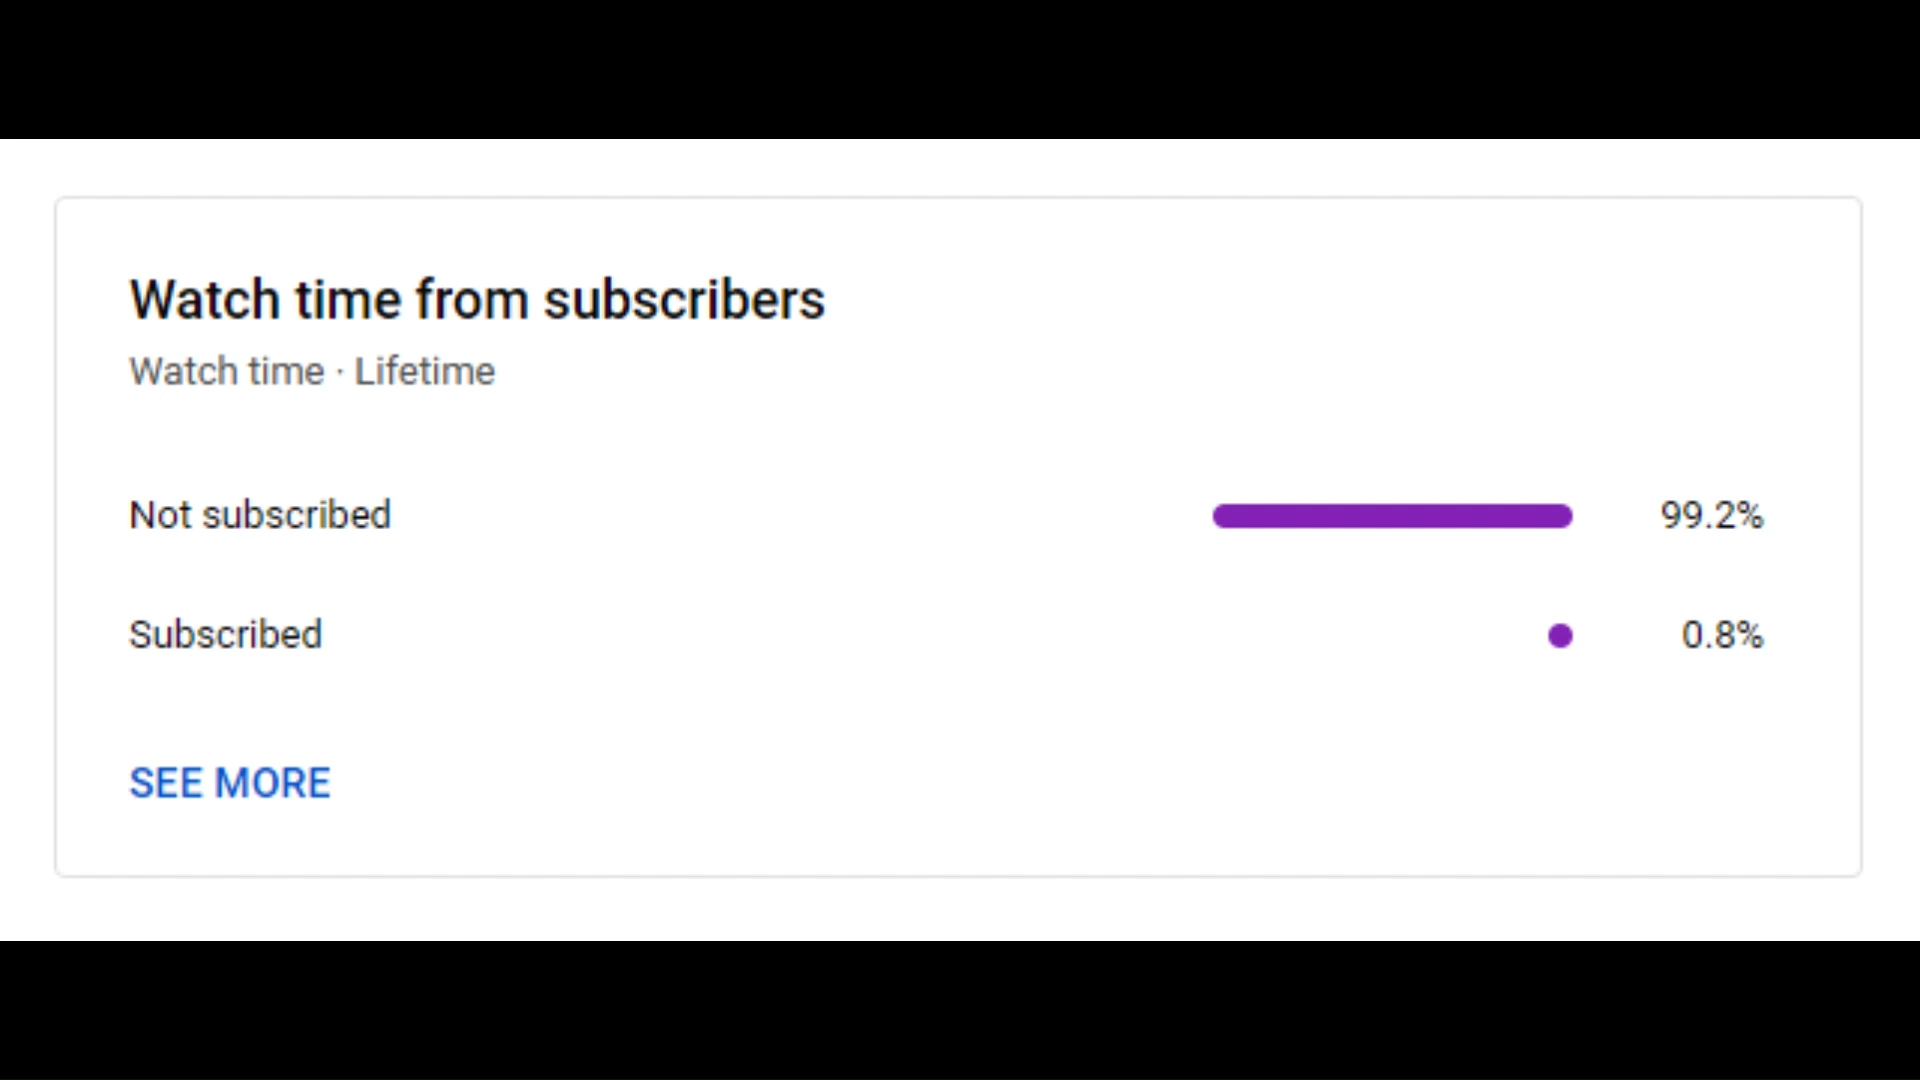 Watch time from subscribers
Watch time · Lifetime
Not subscribed 99.2%
Subscribed 0.8%
SEE MORE